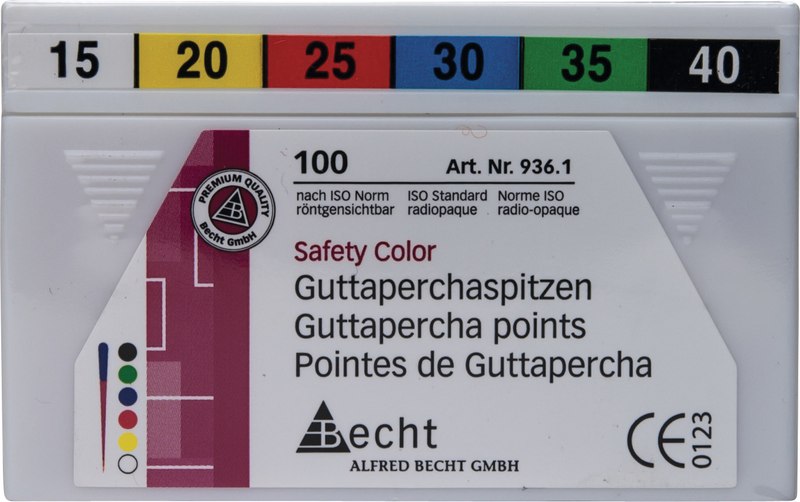 15 20 25 30 35 40
100 Art. Nr. 936.1
nach ISO Norm ISO Standard Norme ISO
röntgensichtbar radiopaque radio-opaque
PREMIUM QUALITY
Becht GmbH
Safety Color
Guttaperchaspitzen
Guttapercha points
Pointes de Guttapercha
Becht
ALFRED BECHT GMBH
CE 0123